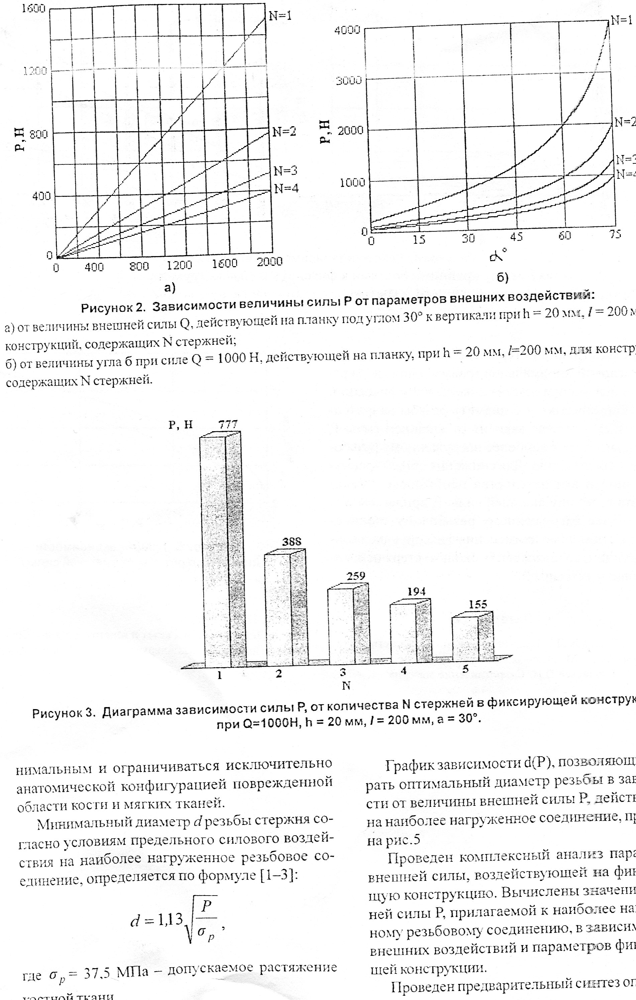 1600
1200
800
400
0
P, H
0 400 800 1200 1600 2000
N=1
N=2
N=3
N=4
а)
4000
3000
2000
1000
0
P, H
0 15 30 45 60 75
N=1
N=2
N=3
N=4
α°
б)
Рисунок 2. Зависимости величины силы Р от параметров внешних воздействий:
а) от величины внешней силы Q, действующей на планку под углом 30° к вертикали при h = 20 мм, l = 200
конструкций, содержащих N стержней;
б) от величины угла б при силе Q = 1000 Н, действующей на планку, при h = 20 мм, l=200 мм, для
содержащих N стержней.
P, H
777
388
259
194
155
1 2 3 4 5
N
Рисунок 3. Диаграмма зависимости силы Р, от количества N стержней в фиксирующей
при Q=1000Н, h = 20 мм, l = 200 мм, а = 30°.
нимальным и ограничиваться исключительно
анатомической конфигурацией поврежденной
области кости и мягких тканей.
Минимальный диаметр d резьбы стержня со-
гласно условиям предельного силового воздей-
ствия на наиболее нагруженное резьбовое со-
единение, определяется по формуле [1–3]:
d = 1,13 √(P/σp),
где σp = 37,5 МПа – допускаемое растяжение
костной ткани
График зависимости d(P),
рать оптимальный диаметр резьбы в зав
сти от величины внешней силы Р,
на наиболее нагруженное соединение, пр
на рис.5
Проведен комплексный анализ пара
внешней силы, воздействующей на фик
щую конструкцию. Вычислены значени
ней силы Р, прилагаемой к наиболее на
ному резьбовому соединению, в зависим
внешних воздействий и параметров фик
щей конструкции.
Проведен предварительный синтез оп